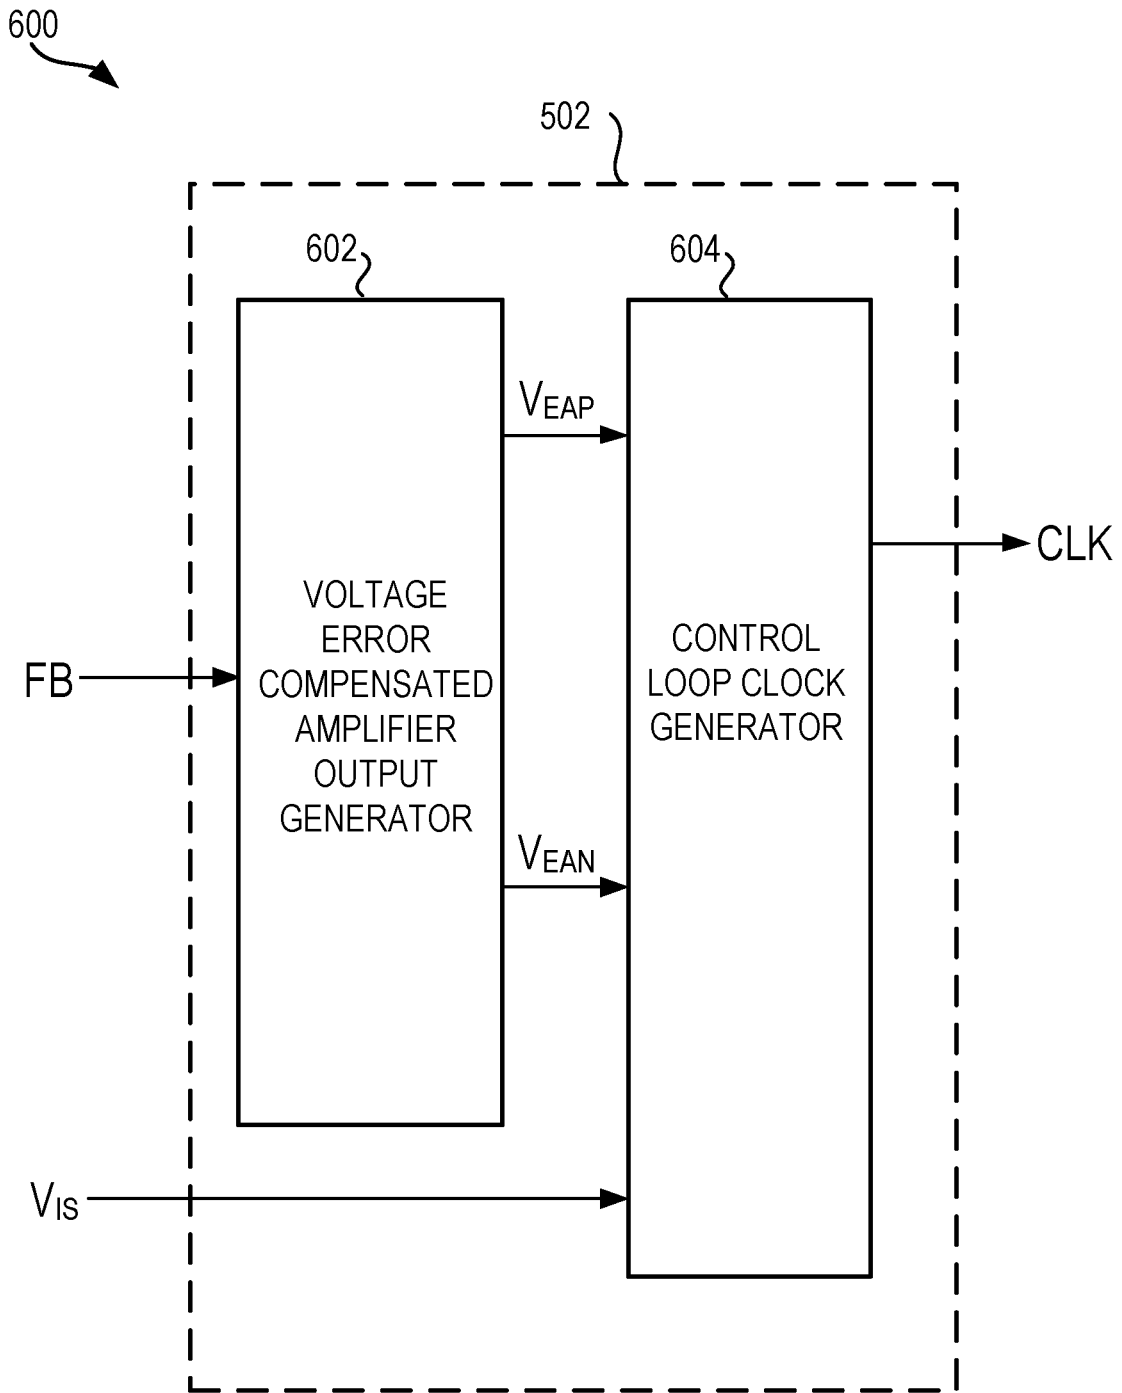 600
502
602
604
VEAP
CLK
VOLTAGE
ERROR
COMPENSATED
AMPLIFIER
OUTPUT
GENERATOR
CONTROL
LOOP CLOCK
GENERATOR
FB
VEAN
VIS